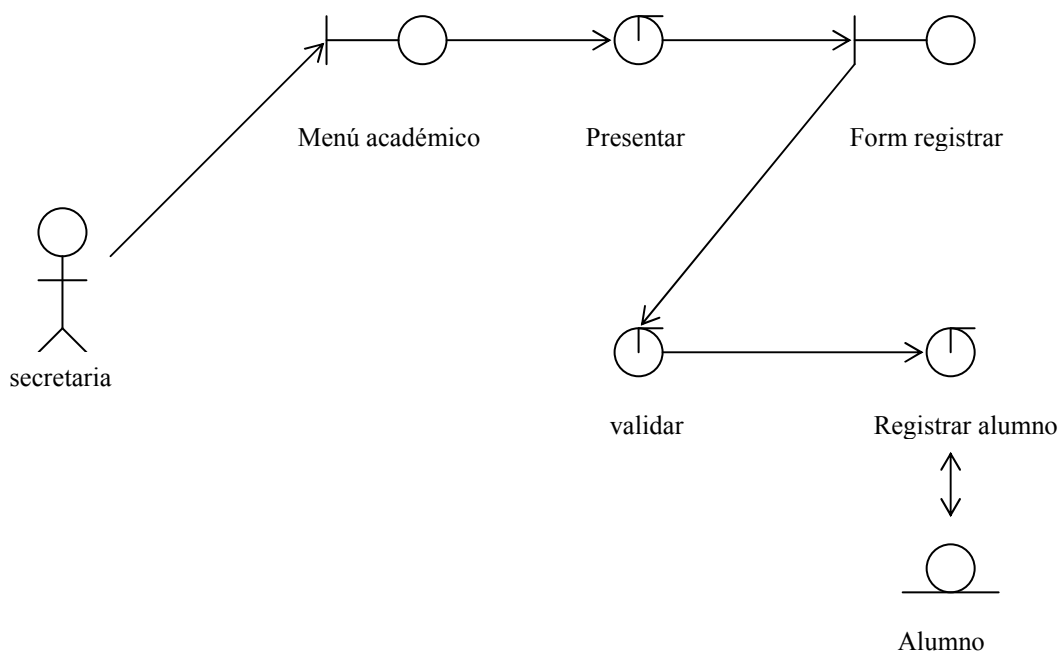 Menú académico
Presentar
Form registrar
secretaria
validar
Registrar alumno
Alumno